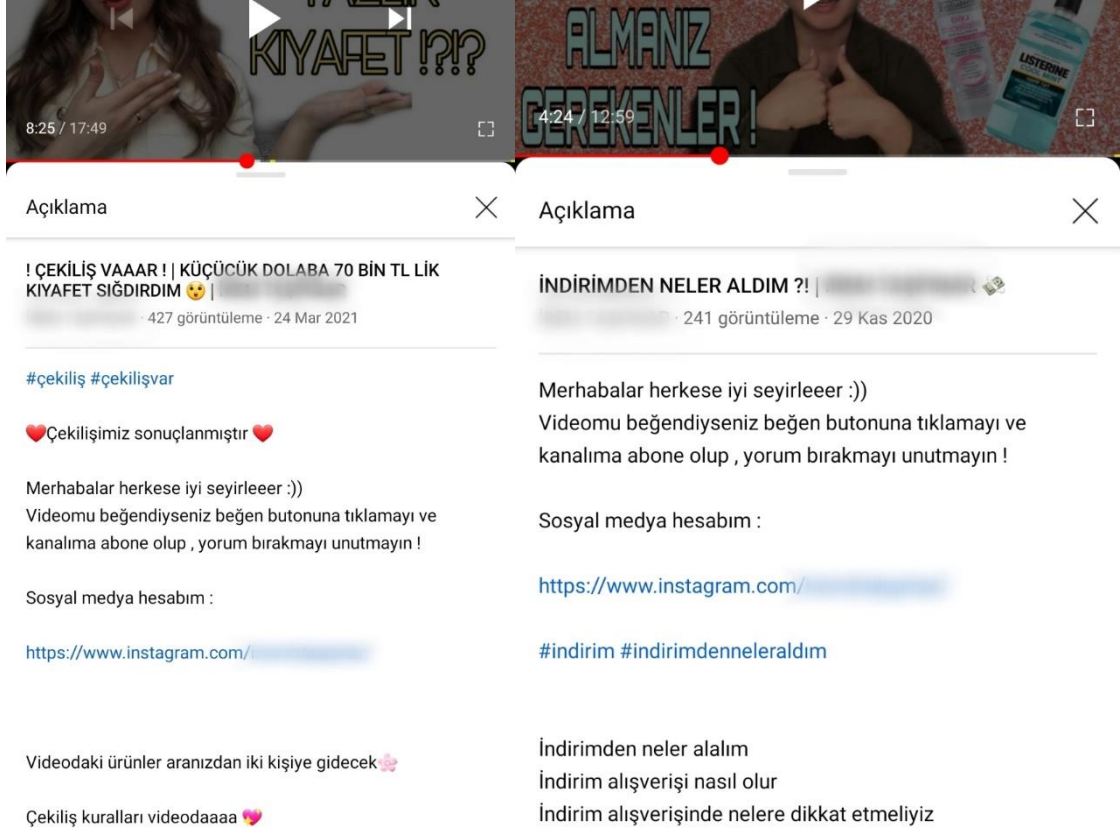 YAZLIK
KIYAFET !?!?
8:25 / 17:49
Açıklama
! ÇEKİLİŞ VAAAR ! | KÜÇÜCÜK DOLABA 70 BİN TL LİK
KIYAFET SIĞDIRDIM 😲 |
· 427 görüntüleme · 24 Mar 2021
#çekiliş #çekilişvar
❤️Çekilişimiz sonuçlanmıştır ❤️
Merhabalar herkese iyi seyirleeer :))
Videomu beğendiyseniz beğen butonuna tıklamayı ve
kanalıma abone olup , yorum bırakmayı unutmayın !
Sosyal medya hesabım :
https://www.instagram.com/
Videodaki ürünler aranızdan iki kişiye gidecek🌸
Çekiliş kuralları videodaaaa 💖
ALMANIZ
GEREKENLER !
LISTERINE
COOL MINT
4:24 / 12:59
Açıklama
İNDİRİMDEN NELER ALDIM ?! | 💸
· 241 görüntüleme · 29 Kas 2020
Merhabalar herkese iyi seyirleeer :))
Videomu beğendiyseniz beğen butonuna tıklamayı ve
kanalıma abone olup , yorum bırakmayı unutmayın !
Sosyal medya hesabım :
https://www.instagram.com/
#indirim #indirimdenneleraldım
İndirimden neler alalım
İndirim alışverişi nasıl olur
İndirim alışverişinde nelere dikkat etmeliyiz